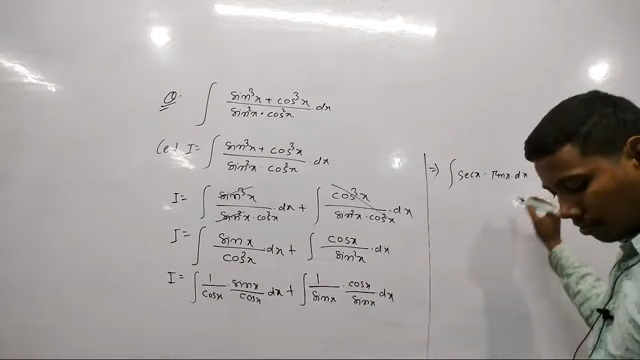 Q. ∫ (sin³x + cos³x)/(sin²x · cos²x) · dx
Let I = ∫ (sin³x + cos³x)/(sin²x · cos²x) · dx
I = ∫ sin³x/(sin²x · cos²x) dx + ∫ cos³x/(sin²x · cos²x) · dx
I = ∫ sinx/cos²x dx + ∫ cosx/sin²x · dx
I = ∫ 1/cosx · sinx/cosx dx + ∫ 1/sinx · cosx/sinx dx
⇒ ∫ secx · Tanx · dx